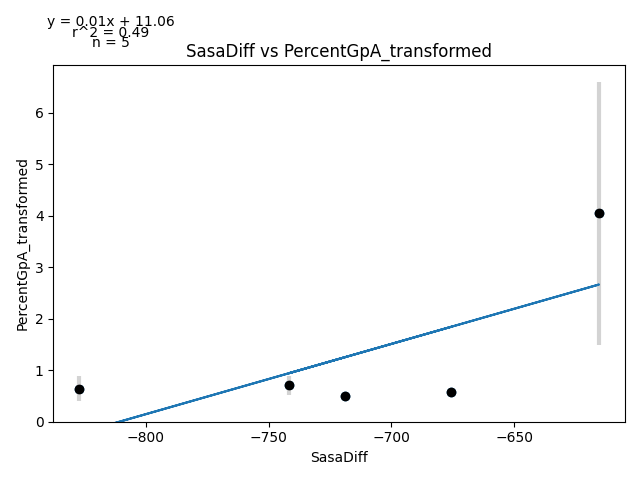 y = 0.01x + 11.06
r^2 = 0.49
n = 5
SasaDiff vs PercentGpA_transformed
PercentGpA_transformed
6
5
4
3
2
1
0
−800
−750
−700
−650
SasaDiff